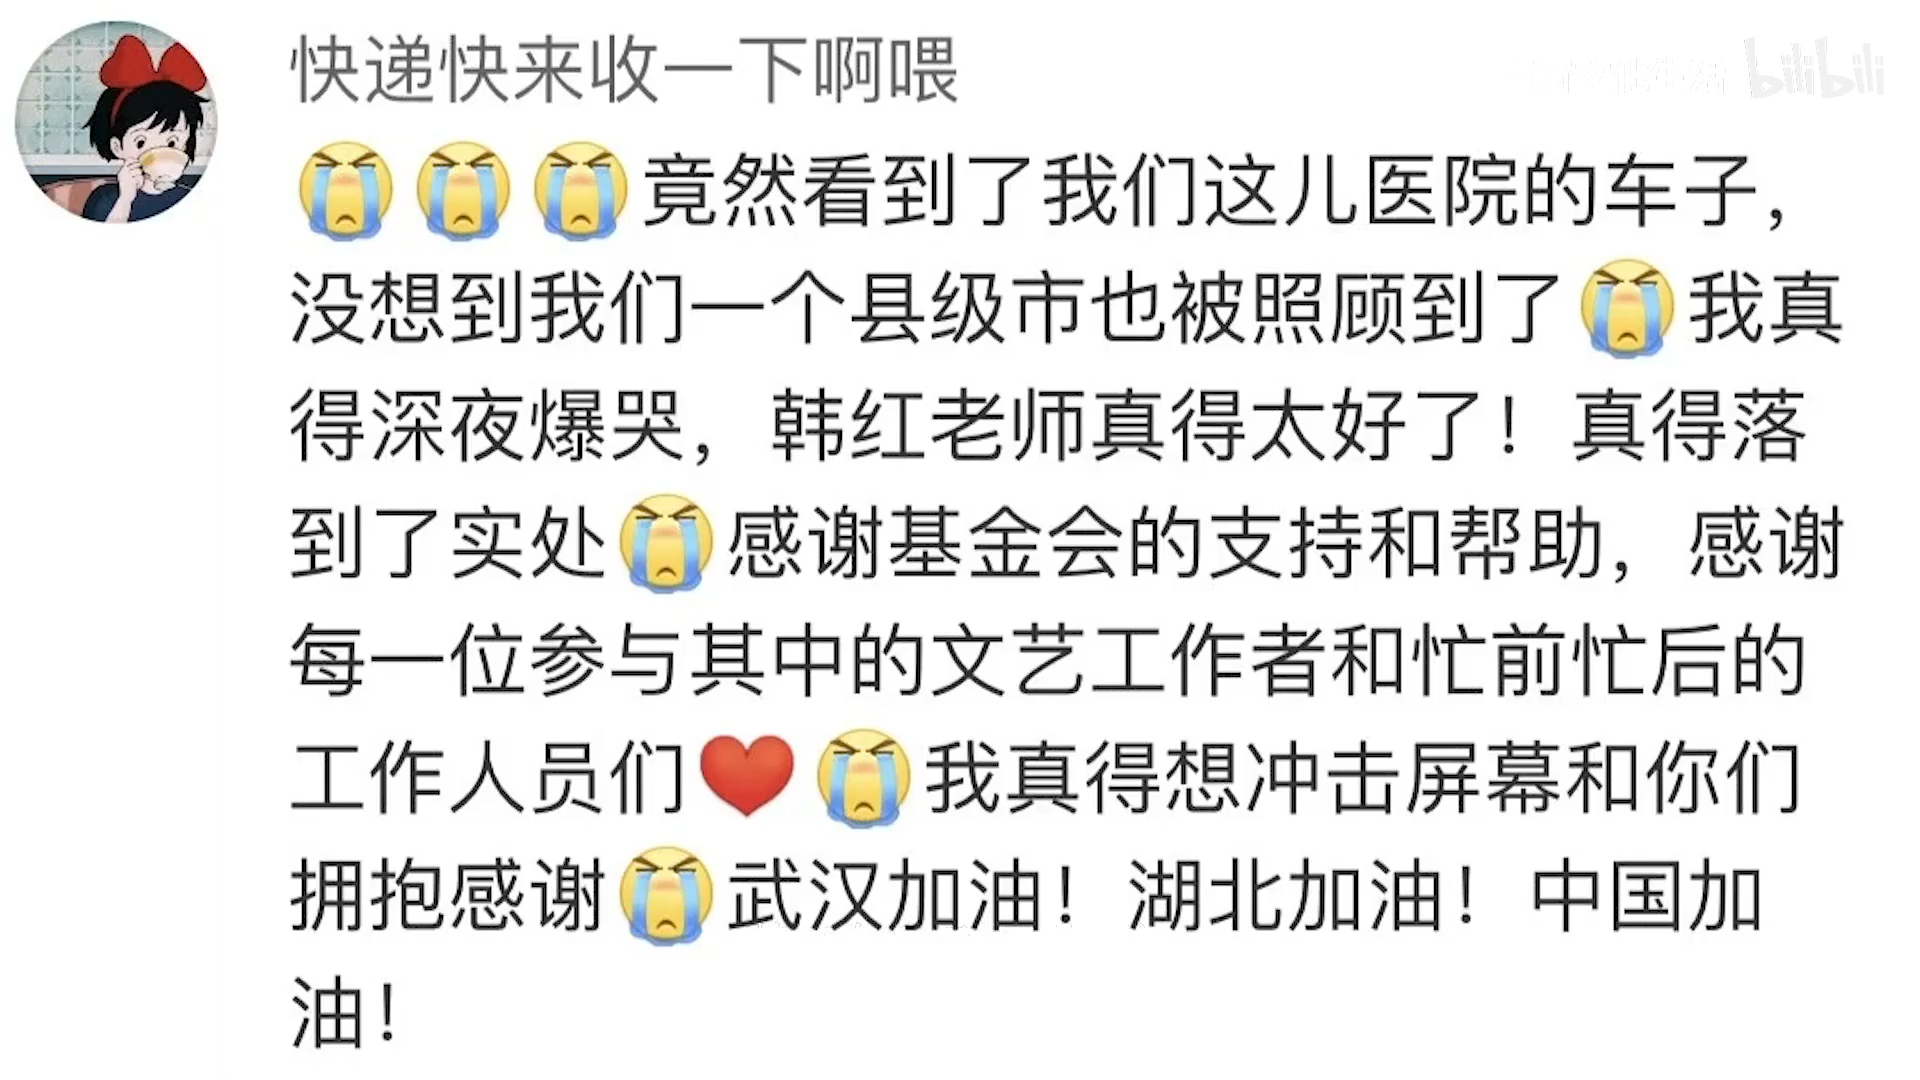 快递快来收一下啊喂
bilibili
😭😭😭竟然看到了我们这儿医院的车子，
没想到我们一个县级市也被照顾到了😭我真
得深夜爆哭，韩红老师真得太好了！真得落
到了实处😭感谢基金会的支持和帮助，感谢
每一位参与其中的文艺工作者和忙前忙后的
工作人员们❤️😭我真得想冲击屏幕和你们
拥抱感谢😭武汉加油！湖北加油！中国加
油！